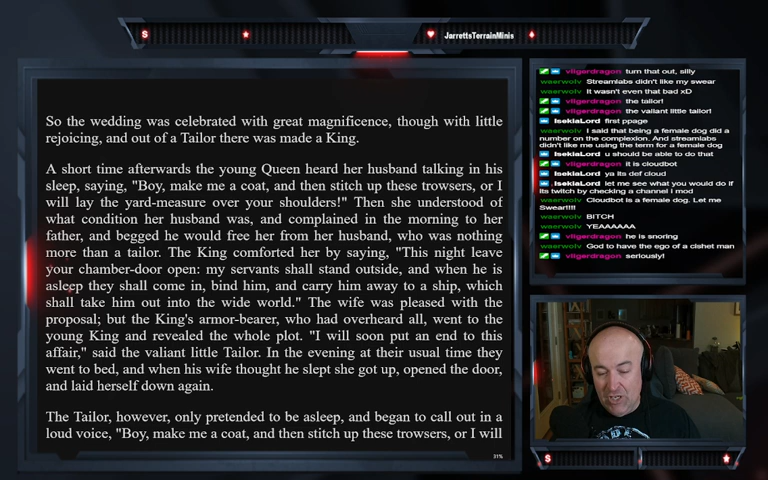 JarrettsTerrainMinis
So the wedding was celebrated with great magnificence, though with little
rejoicing, and out of a Tailor there was made a King.
A short time afterwards the young Queen heard her husband talking in his
sleep, saying, "Boy, make me a coat, and then stitch up these trowsers, or I
will lay the yard-measure over your shoulders!" Then she understood of
what condition her husband was, and complained in the morning to her
father, and begged he would free her from her husband, who was nothing
more than a tailor. The King comforted her by saying, "This night leave
your chamber-door open: my servants shall stand outside, and when he is
asleep they shall come in, bind him, and carry him away to a ship, which
shall take him out into the wide world." The wife was pleased with the
proposal; but the King's armor-bearer, who had overheard all, went to the
young King and revealed the whole plot. "I will soon put an end to this
affair," said the valiant little Tailor. In the evening at their usual time they
went to bed, and when his wife thought he slept she got up, opened the door,
and laid herself down again.
The Tailor, however, only pretended to be asleep, and began to call out in a
loud voice, "Boy, make me a coat, and then stitch up these trowsers, or I will
31%
vligerdragon turn that out, silly
waerwolv Streamlabs didn't like my swear
waerwolv It wasn't even that bad xD
vligerdragon the tailor!
vligerdragon the valiant little tailor!
IsekiaLord first ppage
waerwolv I said that being a female dog did a
number on the complexion. And streamlabs
didn't like me using the term for a female dog
IsekiaLord u should be able to do that
vligerdragon it is cloudbot
IsekiaLord ya its def cloud
IsekiaLord let me see what you would do if
its twitch by checking a channel i mod
waerwolv Cloudbot is a female dog. Let me
Swear!!!!
waerwolv BITCH
waerwolv YEAAAAAA
vligerdragon he is snoring
waerwolv God to have the ego of a cishet man
vligerdragon seriously!